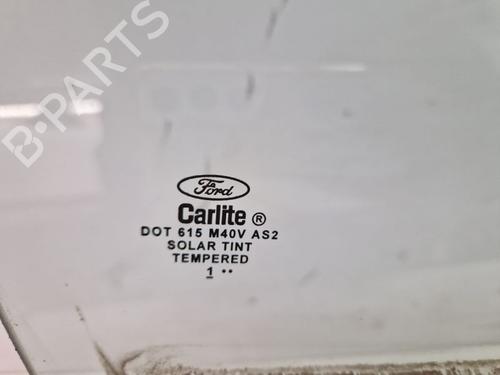 B-PARTS
Ford
Carlite ®
DOT 615 M40V AS2
SOLAR TINT
TEMPERED
1 ..